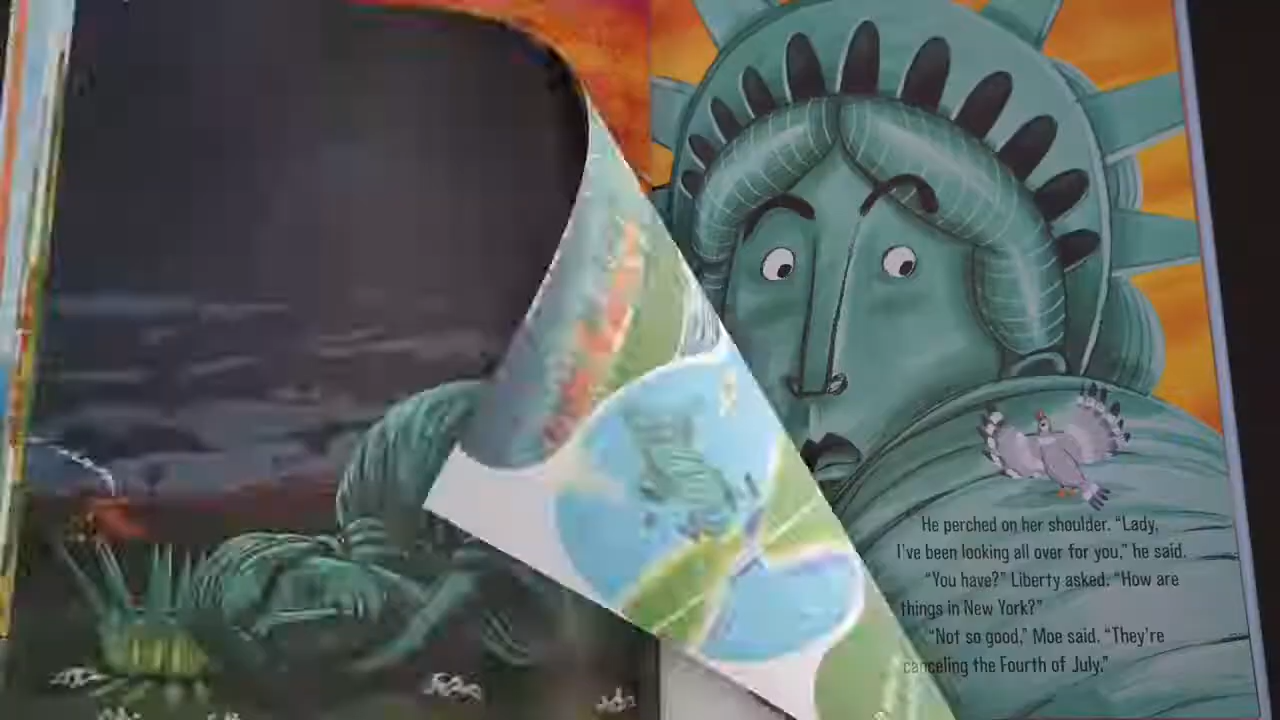 He perched on her shoulder. “Lady,
I’ve been looking all over for you,” he said.
“You have?” Liberty asked. “How are
things in New York?”
“Not so good,” Moe said. “They’re
canceling the Fourth of July.”